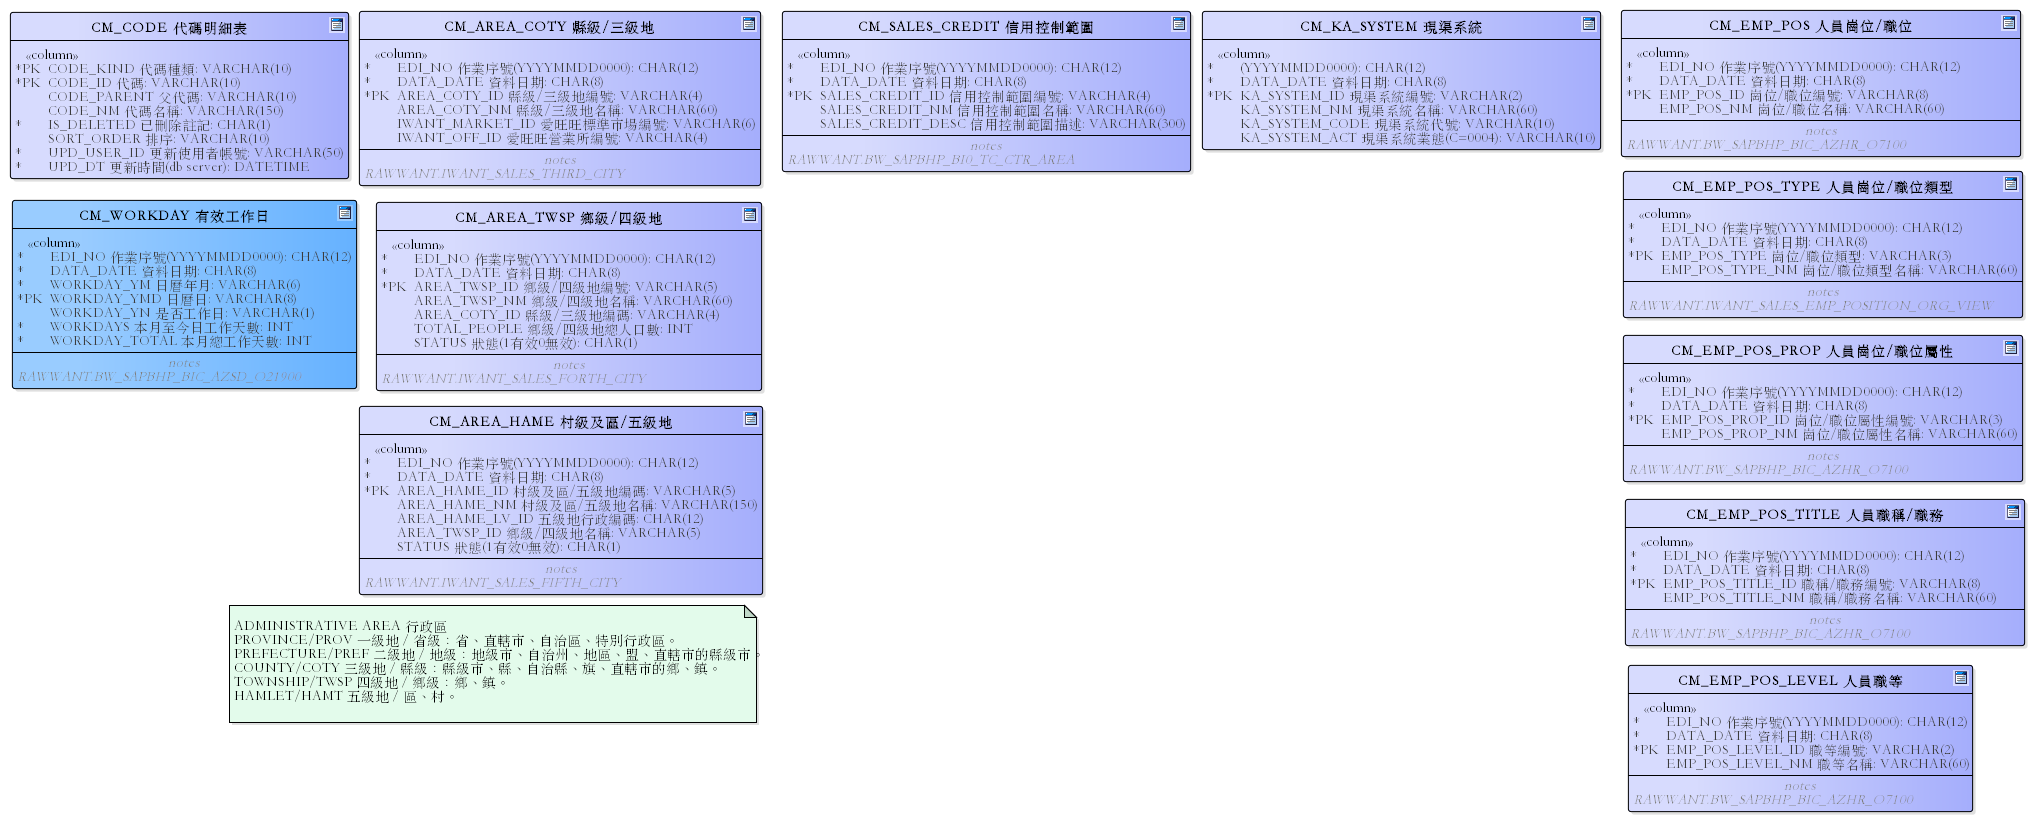 CM_CODE 代碼明細表
«column»
*PK CODE_KIND 代碼種類: VARCHAR(10)
*PK CODE_ID 代碼: VARCHAR(10)
CODE_PARENT 父代碼: VARCHAR(10)
CODE_NM 代碼名稱: VARCHAR(150)
* IS_DELETED 已刪除註記: CHAR(1)
SORT_ORDER 排序: VARCHAR(10)
* UPD_USER_ID 更新使用者帳號: VARCHAR(50)
* UPD_DT 更新時間(db server): DATETIME
CM_WORKDAY 有效工作日
«column»
* EDI_NO 作業序號(YYYYMMDD0000): CHAR(12)
* DATA_DATE 資料日期: CHAR(8)
* WORKDAY_YM 日曆年月: VARCHAR(6)
*PK WORKDAY_YMD 日曆日: VARCHAR(8)
WORKDAY_YN 是否工作日: VARCHAR(1)
* WORKDAYS 本月至今日工作天數: INT
* WORKDAY_TOTAL 本月總工作天數: INT
notes
RAWWANT.BW_SAPBHP_BIC_AZSD_O21900
CM_AREA_COTY 縣級/三級地
«column»
* EDI_NO 作業序號(YYYYMMDD0000): CHAR(12)
* DATA_DATE 資料日期: CHAR(8)
*PK AREA_COTY_ID 縣級/三級地編號: VARCHAR(4)
AREA_COTY_NM 縣級/三級地名稱: VARCHAR(60)
IWANT_MARKET_ID 愛旺旺標準市場編號: VARCHAR(6)
IWANT_OFF_ID 愛旺旺營業所編號: VARCHAR(4)
notes
RAWWANT.IWANT_SALES_THIRD_CITY
CM_AREA_TWSP 鄉級/四級地
«column»
* EDI_NO 作業序號(YYYYMMDD0000): CHAR(12)
* DATA_DATE 資料日期: CHAR(8)
*PK AREA_TWSP_ID 鄉級/四級地編號: VARCHAR(5)
AREA_TWSP_NM 鄉級/四級地名稱: VARCHAR(60)
AREA_COTY_ID 縣級/三級地編碼: VARCHAR(4)
TOTAL_PEOPLE 鄉級/四級地總人口數: INT
STATUS 狀態(1有效0無效): CHAR(1)
notes
RAWWANT.IWANT_SALES_FORTH_CITY
CM_AREA_HAME 村級及區/五級地
«column»
* EDI_NO 作業序號(YYYYMMDD0000): CHAR(12)
* DATA_DATE 資料日期: CHAR(8)
*PK AREA_HAME_ID 村級及區/五級地編碼: VARCHAR(5)
AREA_HAME_NM 村級及區/五級地名稱: VARCHAR(150)
AREA_HAME_LV_ID 五級地行政編碼: CHAR(12)
AREA_TWSP_ID 鄉級/四級地名稱: VARCHAR(5)
STATUS 狀態(1有效0無效): CHAR(1)
notes
RAWWANT.IWANT_SALES_FIFTH_CITY
ADMINISTRATIVE AREA 行政區
PROVINCE/PROV 一級地 / 省級：省、直轄市、自治區、特別行政區。
PREFECTURE/PREF 二級地 / 地級：地級市、自治州、地區、盟、直轄市的縣級市。
COUNTY/COTY 三級地 / 縣級：縣級市、縣、自治縣、旗、直轄市的鄉、鎮。
TOWNSHIP/TWSP 四級地 / 鄉級：鄉、鎮。
HAMLET/HAMT 五級地 / 區、村。
CM_SALES_CREDIT 信用控制範圍
«column»
* EDI_NO 作業序號(YYYYMMDD0000): CHAR(12)
* DATA_DATE 資料日期: CHAR(8)
*PK SALES_CREDIT_ID 信用控制範圍編號: VARCHAR(4)
SALES_CREDIT_NM 信用控制範圍名稱: VARCHAR(60)
SALES_CREDIT_DESC 信用控制範圍描述: VARCHAR(300)
notes
RAWWANT.BW_SAPBHP_BI0_TC_CTR_AREA
CM_KA_SYSTEM 現渠系統
«column»
* (YYYYMMDD0000): CHAR(12)
* DATA_DATE 資料日期: CHAR(8)
*PK KA_SYSTEM_ID 現渠系統編號: VARCHAR(2)
KA_SYSTEM_NM 現渠系統名稱: VARCHAR(60)
KA_SYSTEM_CODE 現渠系統代號: VARCHAR(10)
KA_SYSTEM_ACT 現渠系統業態(C=0004): VARCHAR(10)
CM_EMP_POS 人員崗位/職位
«column»
* EDI_NO 作業序號(YYYYMMDD0000): CHAR(12)
* DATA_DATE 資料日期: CHAR(8)
*PK EMP_POS_ID 崗位/職位編號: VARCHAR(8)
EMP_POS_NM 崗位/職位名稱: VARCHAR(60)
notes
RAWWANT.BW_SAPBHP_BIC_AZHR_O7100
CM_EMP_POS_TYPE 人員崗位/職位類型
«column»
* EDI_NO 作業序號(YYYYMMDD0000): CHAR(12)
* DATA_DATE 資料日期: CHAR(8)
*PK EMP_POS_TYPE 崗位/職位類型: VARCHAR(3)
EMP_POS_TYPE_NM 崗位/職位類型名稱: VARCHAR(60)
notes
RAWWANT.IWANT_SALES_EMP_POSITION_ORG_VIEW
CM_EMP_POS_PROP 人員崗位/職位屬性
«column»
* EDI_NO 作業序號(YYYYMMDD0000): CHAR(12)
* DATA_DATE 資料日期: CHAR(8)
*PK EMP_POS_PROP_ID 崗位/職位屬性編號: VARCHAR(3)
EMP_POS_PROP_NM 崗位/職位屬性名稱: VARCHAR(60)
notes
RAWWANT.BW_SAPBHP_BIC_AZHR_O7100
CM_EMP_POS_TITLE 人員職稱/職務
«column»
* EDI_NO 作業序號(YYYYMMDD0000): CHAR(12)
* DATA_DATE 資料日期: CHAR(8)
*PK EMP_POS_TITLE_ID 職稱/職務編號: VARCHAR(8)
EMP_POS_TITLE_NM 職稱/職務名稱: VARCHAR(60)
notes
RAWWANT.BW_SAPBHP_BIC_AZHR_O7100
CM_EMP_POS_LEVEL 人員職等
«column»
* EDI_NO 作業序號(YYYYMMDD0000): CHAR(12)
* DATA_DATE 資料日期: CHAR(8)
*PK EMP_POS_LEVEL_ID 職等編號: VARCHAR(2)
EMP_POS_LEVEL_NM 職等名稱: VARCHAR(60)
notes
RAWWANT.BW_SAPBHP_BIC_AZHR_O7100